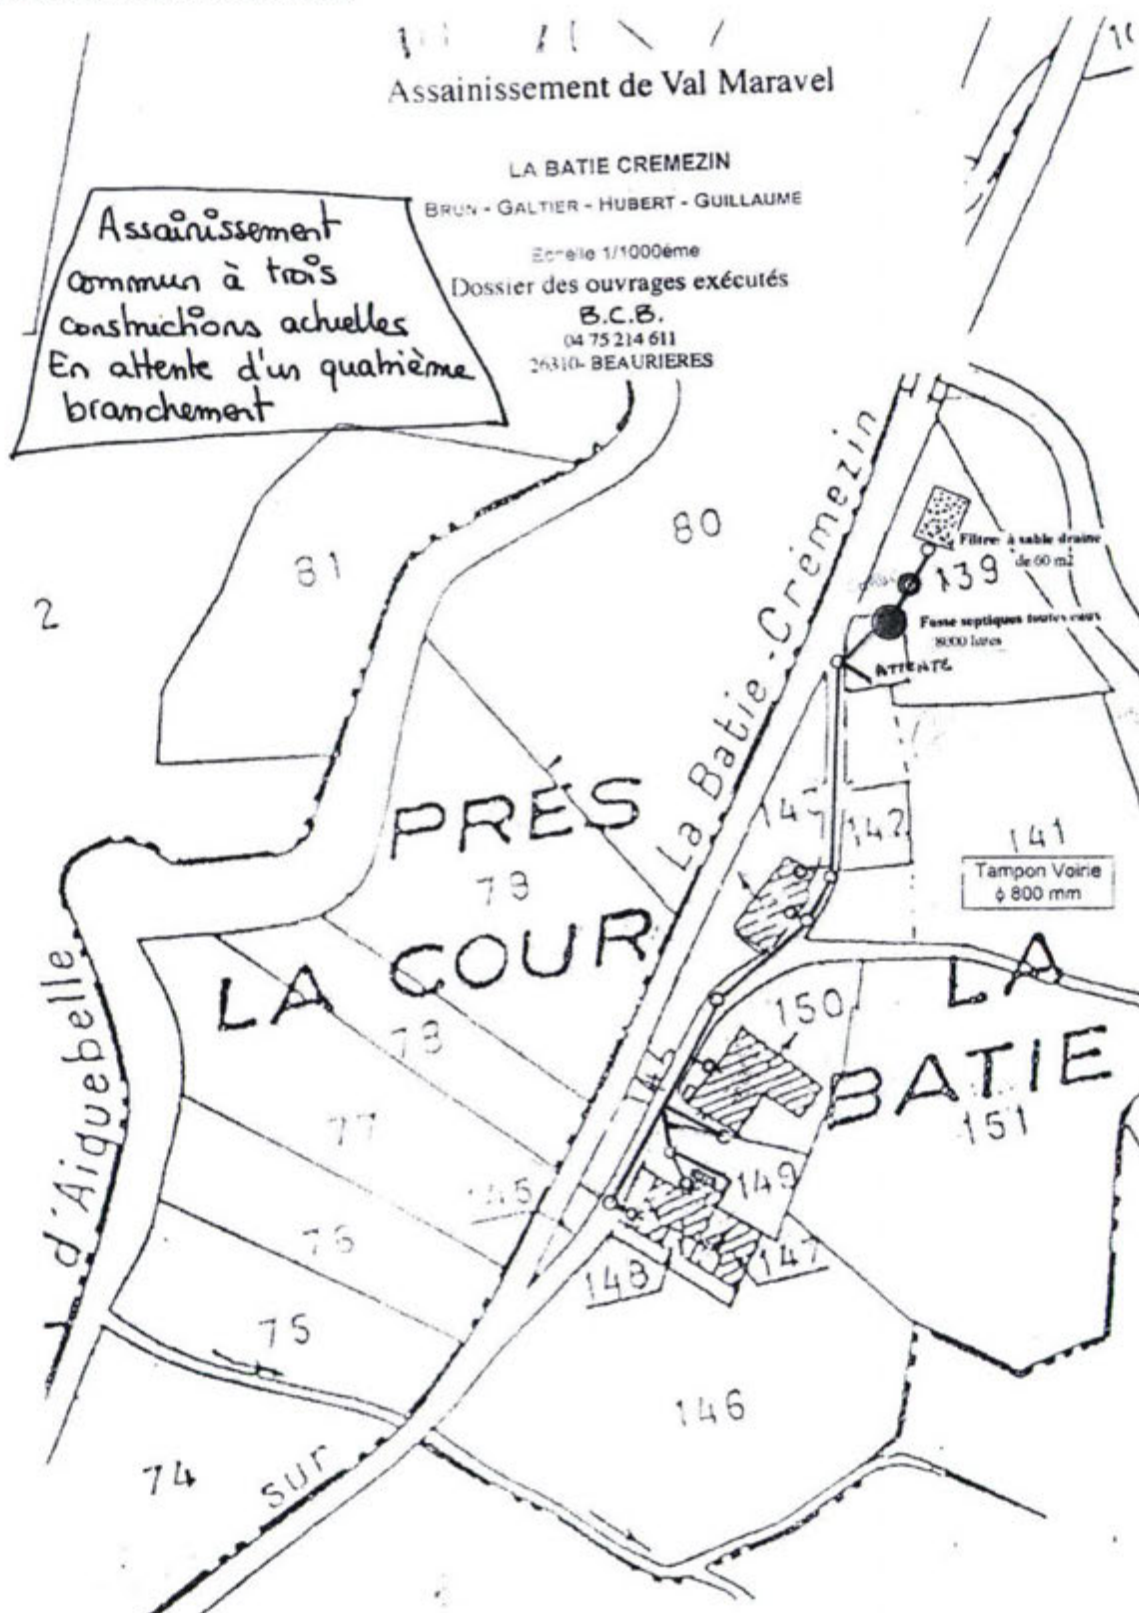 Assainissement de Val Maravel
LA BATIE CREMEZIN
BRUN - GALTIER - HUBERT - GUILLAUME
Echelle 1/1000éme
Dossier des ouvrages exécutés
B.C.B.
04 75 214 611
26310- BEAURIERES
Assainissement
commun à trois
constructions actuelles
En attente d'un quatrième
branchement
81
80
2
La Batie-Crémezin
Filtres à sable drainé
de 60 m2
139
Fosse septiques toutes eaux
8000 litres
ATTENTE
PRÉS
LA COUR
79
78
77
76
75
74
142
141
Tampon Voirie
ϕ 800 mm
LA
BATIE
150
151
149
145
148
147
146
d'Aiguebelle
sur